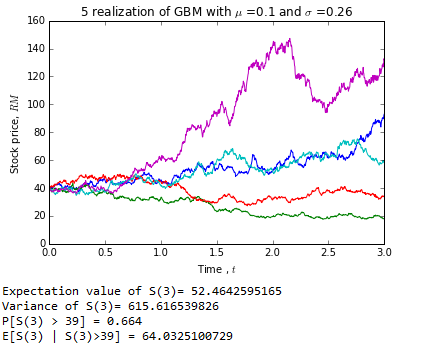 5 realization of GBM with μ =0.1 and σ =0.26
160
140
120
100
80
60
40
20
0
Stock price, RM
0.0 0.5 1.0 1.5 2.0 2.5 3.0
Time , t
Expectation value of S(3)= 52.4642595165
Variance of S(3)= 615.616539826
P[S(3) > 39] = 0.664
E[S(3) | S(3)>39] = 64.0325100729